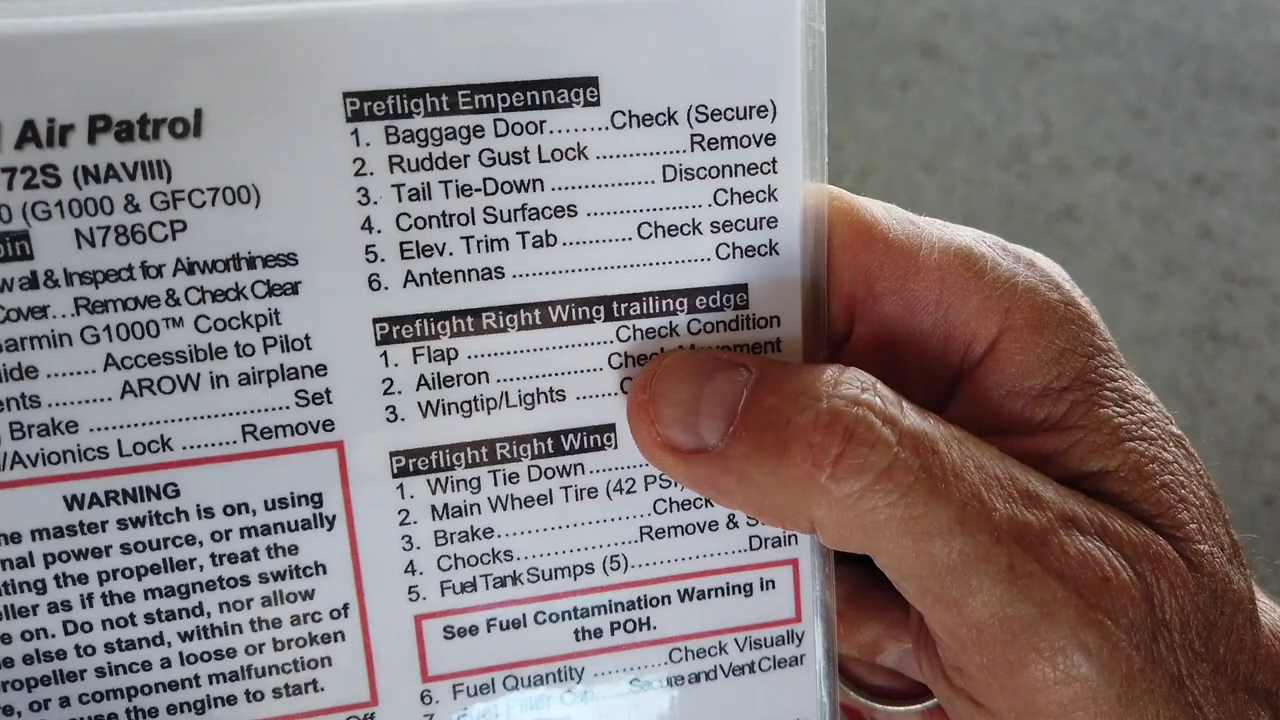 Air Patrol
72S (NAVIII)
0 (G1000 & GFC700)
N786CP
all & Inspect for Airworthiness
Cover...Remove & Check Clear
Garmin G1000™ Cockpit
........ Accessible to Pilot
......... AROW in airplane
Brake ............................ Set
/Avionics Lock ........ Remove
WARNING
master switch is on, using
power source, or manually
the propeller, treat the
as if the magnetos switch
on. Do not stand, nor allow
else to stand, within the arc of
propeller since a loose or broken
, or a component malfunction
the engine to start.
Preflight Empennage
1. Baggage Door........Check (Secure)
2. Rudder Gust Lock ...............Remove
3. Tail Tie-Down ................. Disconnect
4. Control Surfaces ....................Check
5. Elev. Trim Tab ........... Check secure
6. Antennas ................................ Check
Preflight Right Wing trailing edge
1. Flap .......................Check Condition
2. Aileron .................
3. Wingtip/Lights .......
Preflight Right Wing
1. Wing Tie Down
2. Main Wheel Tire (42 PSI)
3. Brake........................Check
4. Chocks...................Remove &
5. Fuel Tank Sumps (5)...................Drain
See Fuel Contamination Warning in
the POH.
6. Fuel Quantity ...........Check Visually
7. Secure and Vent Clear